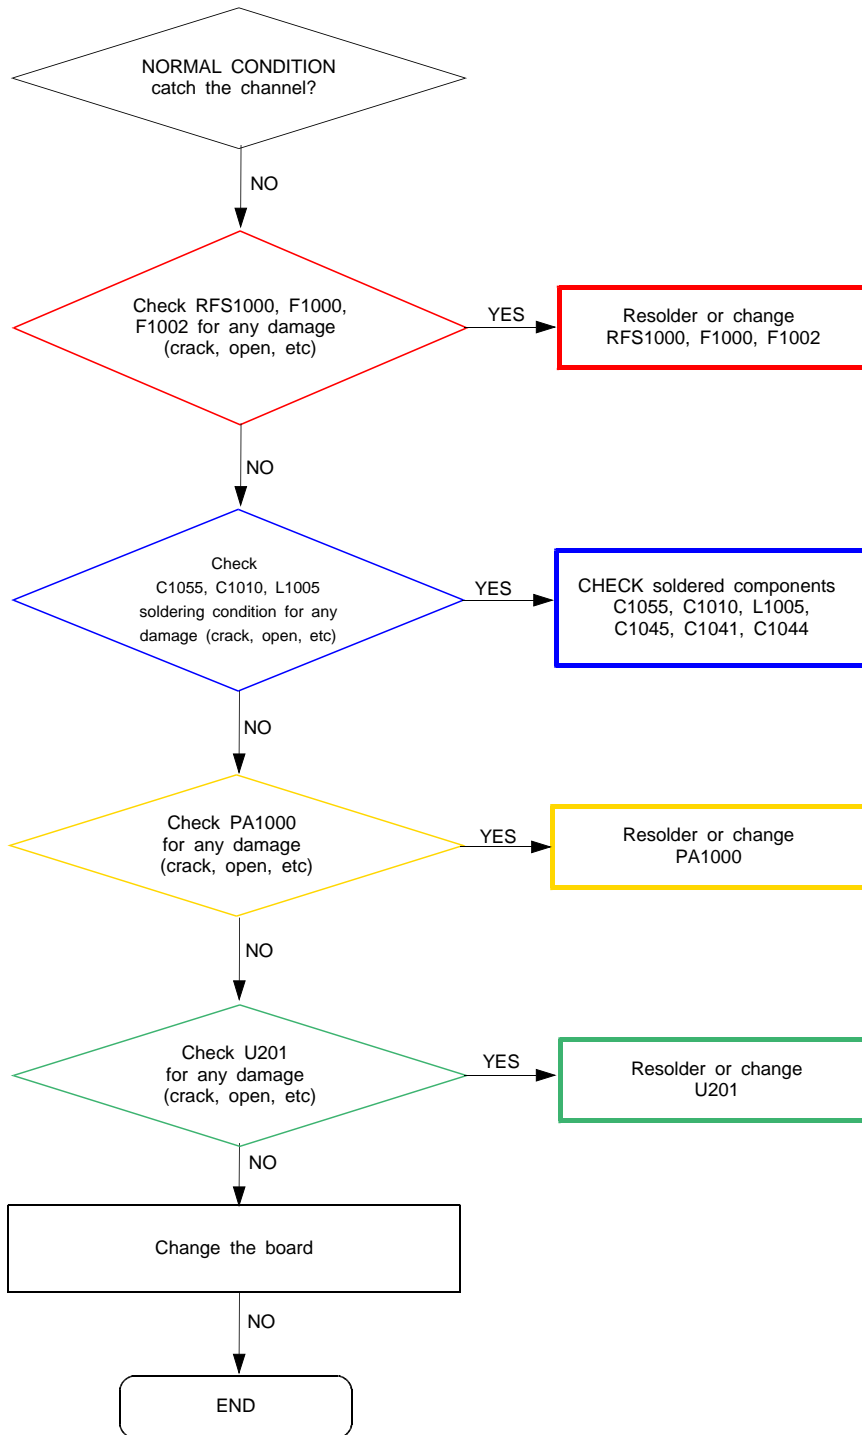 NORMAL CONDITION
catch the channel?
NO
Check RFS1000, F1000,
F1002 for any damage
(crack, open, etc)
YES
Resolder or change
RFS1000, F1000, F1002
NO
Check
C1055, C1010, L1005
soldering condition for any
damage (crack, open, etc)
YES
CHECK soldered components
C1055, C1010, L1005,
C1045, C1041, C1044
NO
Check PA1000
for any damage
(crack, open, etc)
YES
Resolder or change
PA1000
NO
Check U201
for any damage
(crack, open, etc)
YES
Resolder or change
U201
NO
Change the board
NO
END